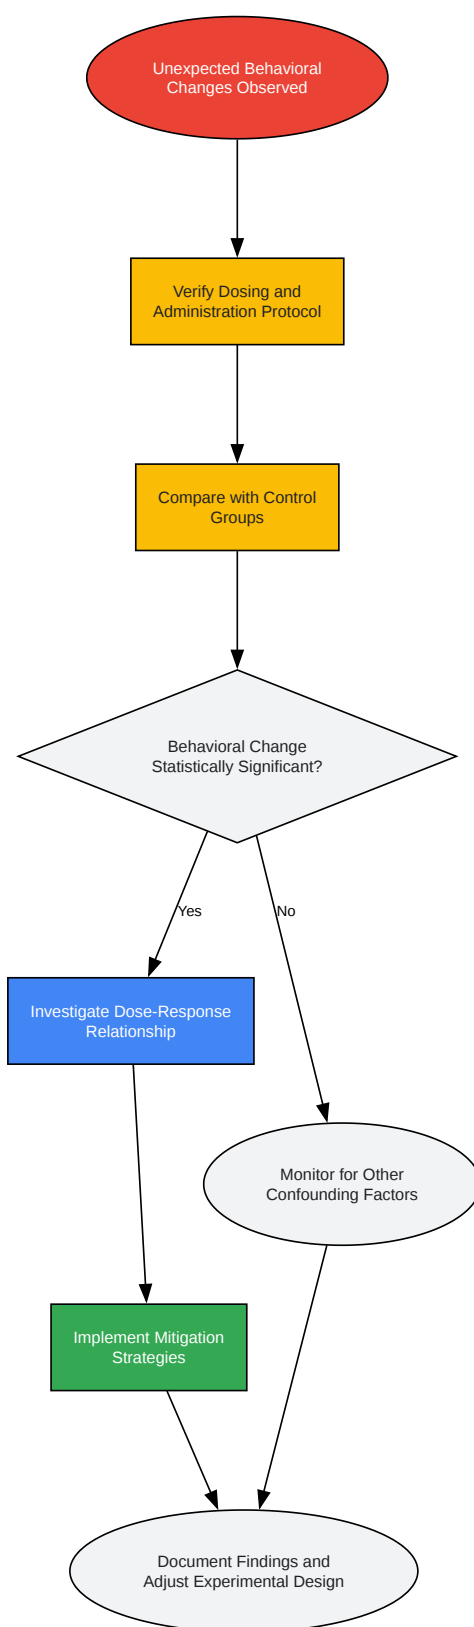 Unexpected Behavioral
Changes Observed
Verify Dosing and
Administration Protocol
Compare with Control
Groups
Behavioral Change
Statistically Significant?
Yes
No
Investigate Dose-Response
Relationship
Monitor for Other
Confounding Factors
Implement Mitigation
Strategies
Document Findings and
Adjust Experimental Design